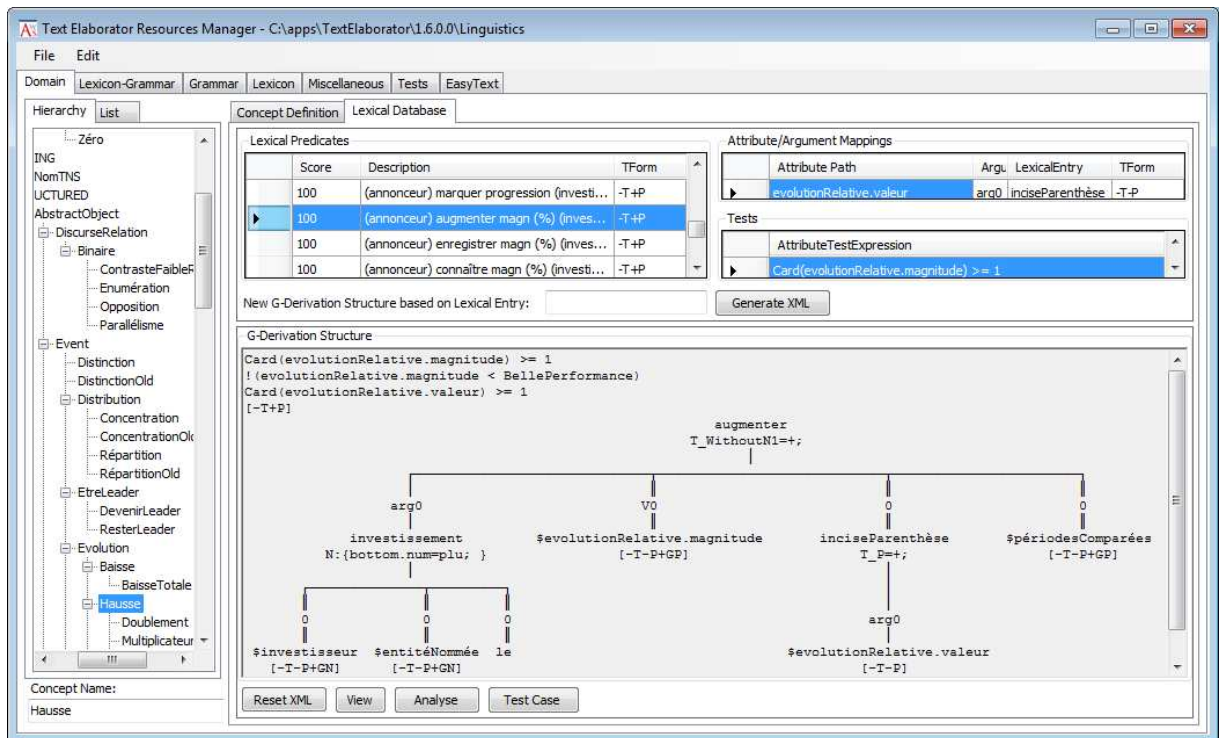 Text Elaborator Resources Manager - C:\apps\TextElaborator\1.6.0.0\Linguistics
File Edit
Domain Lexicon-Grammar Grammar Lexicon Miscellaneous Tests EasyText
Hierarchy List
Zéro
ING
NomTNS
UCTURED
AbstractObject
DiscurseRelation
Binaire
ContrasteFaibleR
Enumération
Opposition
Parallélisme
Event
Distinction
DistinctionOld
Distribution
Concentration
ConcentrationOld
Répartition
RépartitionOld
EtreLeader
DevenirLeader
ResterLeader
Evolution
Baisse
BaisseTotale
Hausse
Doublement
Multiplicateur
Concept Name:
Hausse
Concept Definition Lexical Database
Lexical Predicates
Score Description TForm
100 (annonceur) marquer progression (investi... -T+P
100 (annonceur) augmenter magn (%) (inves... -T+P
100 (annonceur) enregistrer magn (%) (inves... -T+P
100 (annonceur) connaître magn (%) (investi... -T+P
Attribute/Argument Mappings
Attribute Path Argu LexicalEntry TForm
evolutionRelative.valeur arg0 inciseParenthèse -T-P
Tests
AttributeTestExpression
Card(evolutionRelative.magnitude) >= 1
New G-Derivation Structure based on Lexical Entry: Generate XML
G-Derivation Structure
Card(evolutionRelative.magnitude) >= 1
!(evolutionRelative.magnitude < BellePerformance)
Card(evolutionRelative.valeur) >= 1
[-T+P]
augmenter
T_WithoutN1=+;
arg0 V0 0 0
investissement $evolutionRelative.magnitude inciseParenthèse $périodesComparées
N:{bottom.num=plu; } [-T-P+GP] T_P=+; [-T-P+GP]
0 0 0 arg0
$investisseur $entitéNommée le $evolutionRelative.valeur
[-T-P+GN] [-T-P+GN] [-T-P]
Reset XML View Analyse Test Case